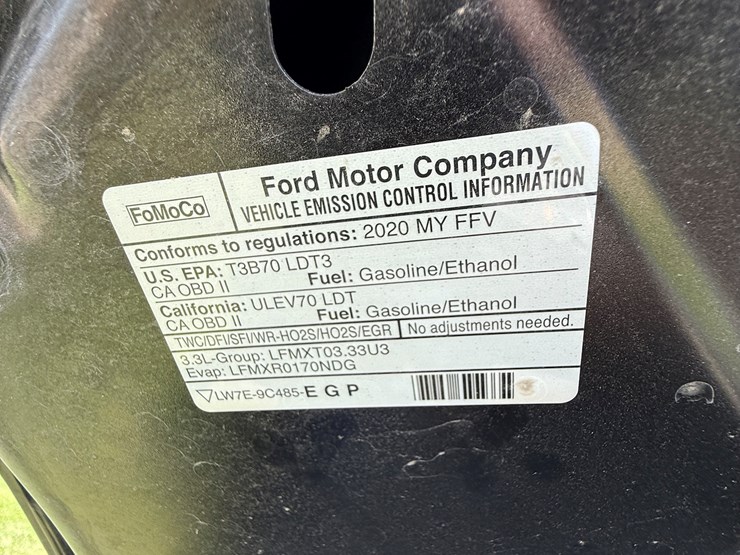 FoMoCo
Ford Motor Company
VEHICLE EMISSION CONTROL INFORMATION
Conforms to regulations: 2020 MY FFV
U.S. EPA: T3B70 LDT3
CA OBD II Fuel: Gasoline/Ethanol
California: ULEV70 LDT
CA OBD II Fuel: Gasoline/Ethanol
TWC/DFI/SFI/WR-HO2S/HO2S/EGR No adjustments needed.
3.3L-Group: LFMXT03.33U3
Evap: LFMXR0170NDG
LW7E-9C485-E G P